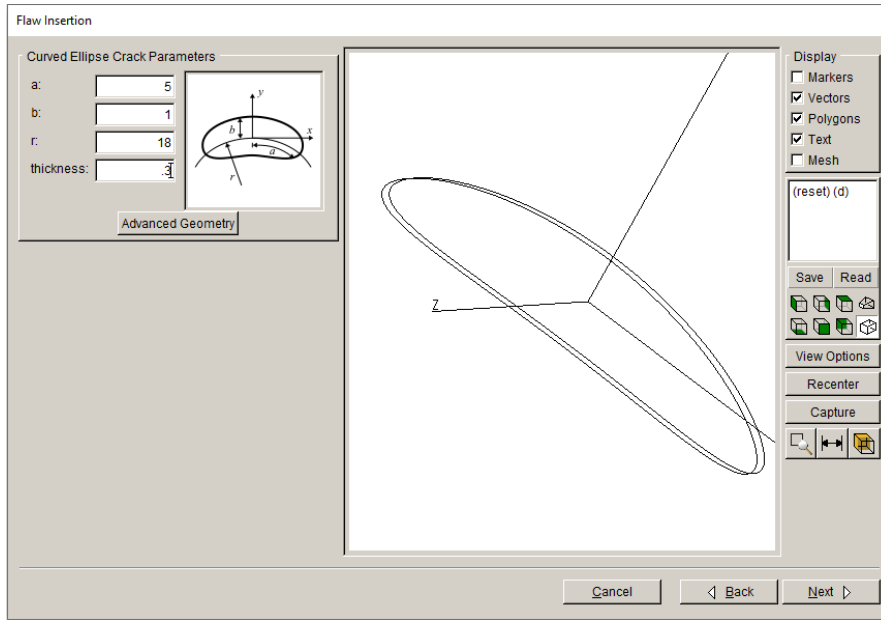 Flaw Insertion
Curved Ellipse Crack Parameters
a: 5
b: 1
r: 18
thickness: .3
y
b
x
a
r
Advanced Geometry
Z
Display
Markers
Vectors
Polygons
Text
Mesh
(reset) (d)
Save Read
View Options
Recenter
Capture
Cancel Back Next